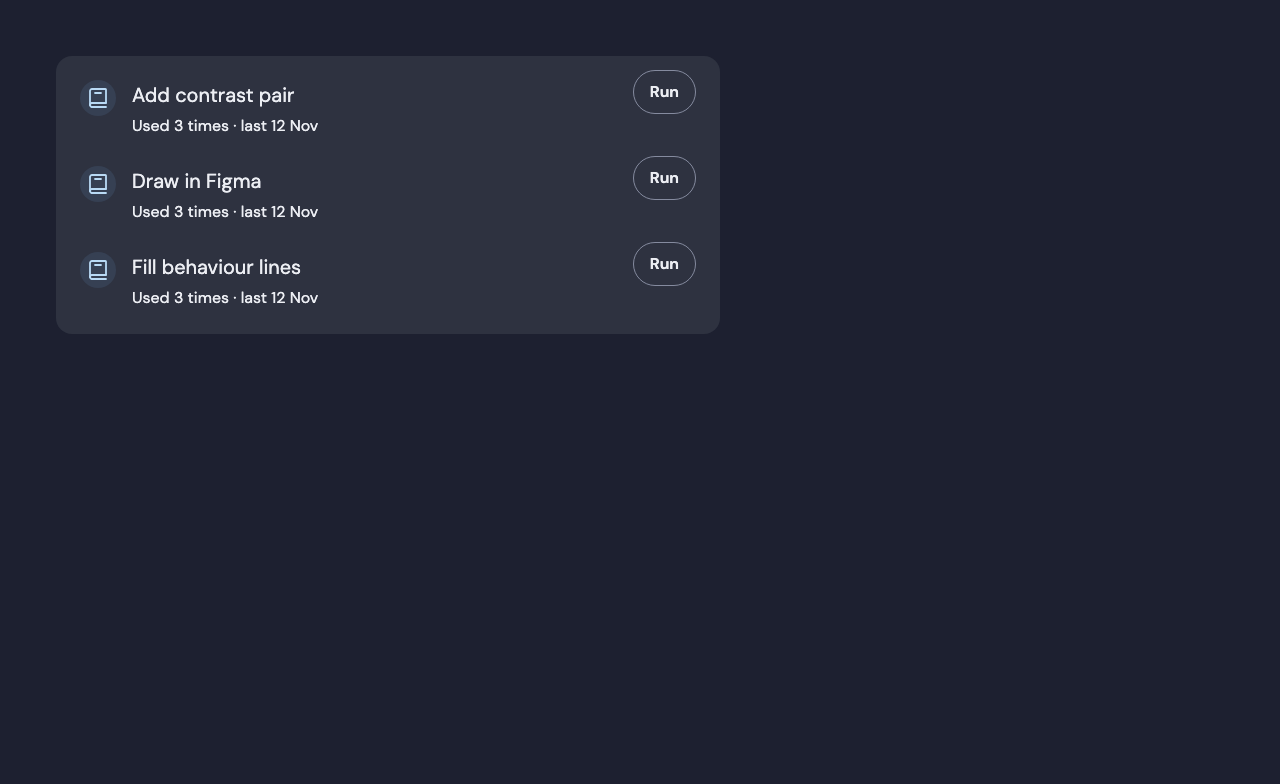 Add contrast pair
Run
Used 3 times · last 12 Nov
Draw in Figma
Run
Used 3 times · last 12 Nov
Fill behaviour lines
Run
Used 3 times · last 12 Nov